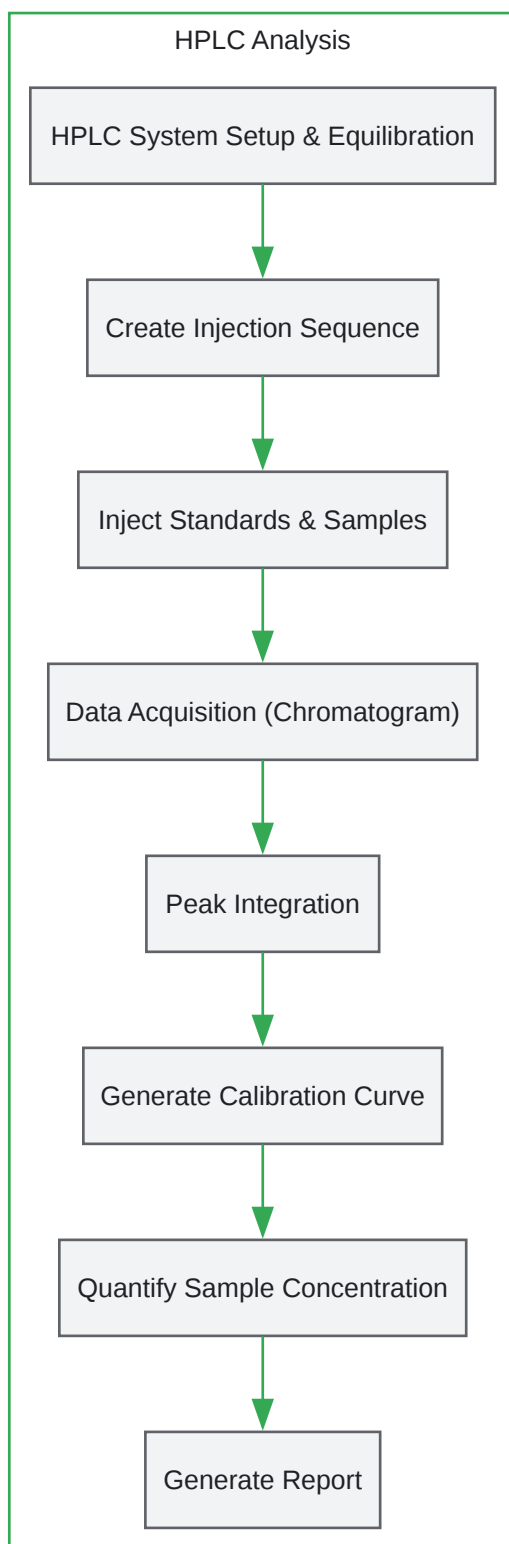 HPLC Analysis
HPLC System Setup & Equilibration
Create Injection Sequence
Inject Standards & Samples
Data Acquisition (Chromatogram)
Peak Integration
Generate Calibration Curve
Quantify Sample Concentration
Generate Report